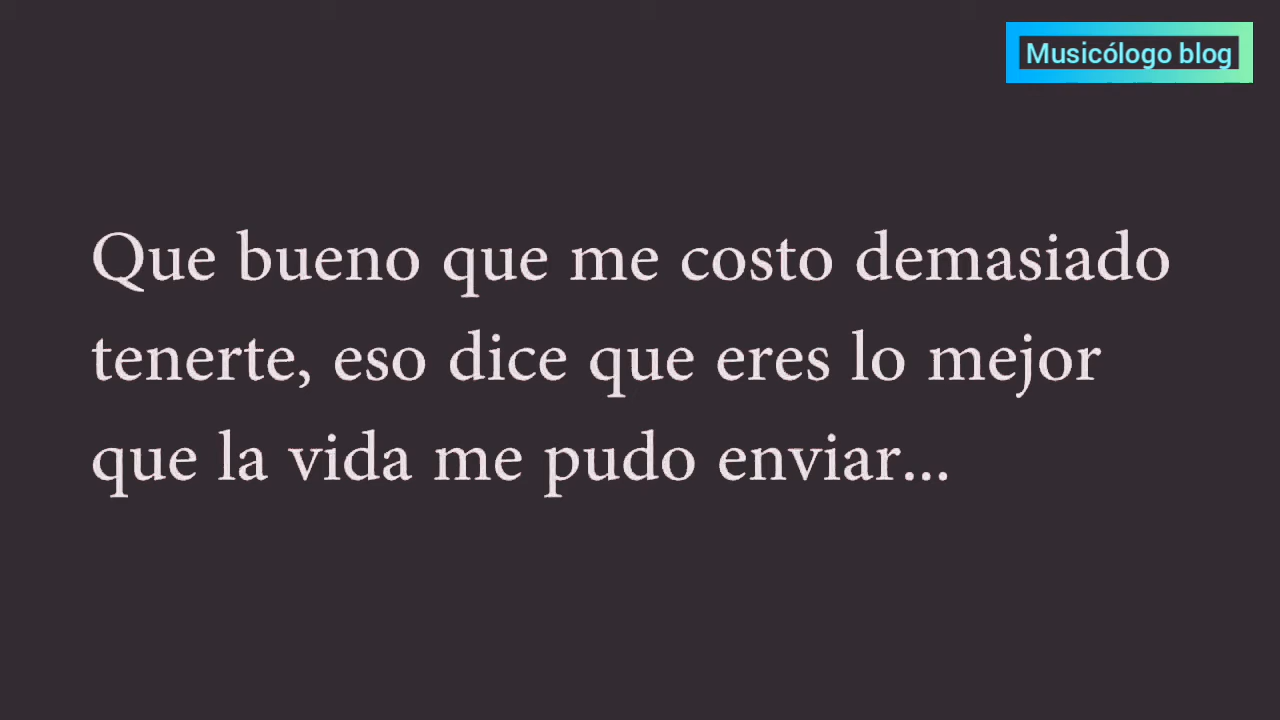 Musicólogo blog
Que bueno que me costo demasiado
tenerte, eso dice que eres lo mejor
que la vida me pudo enviar...